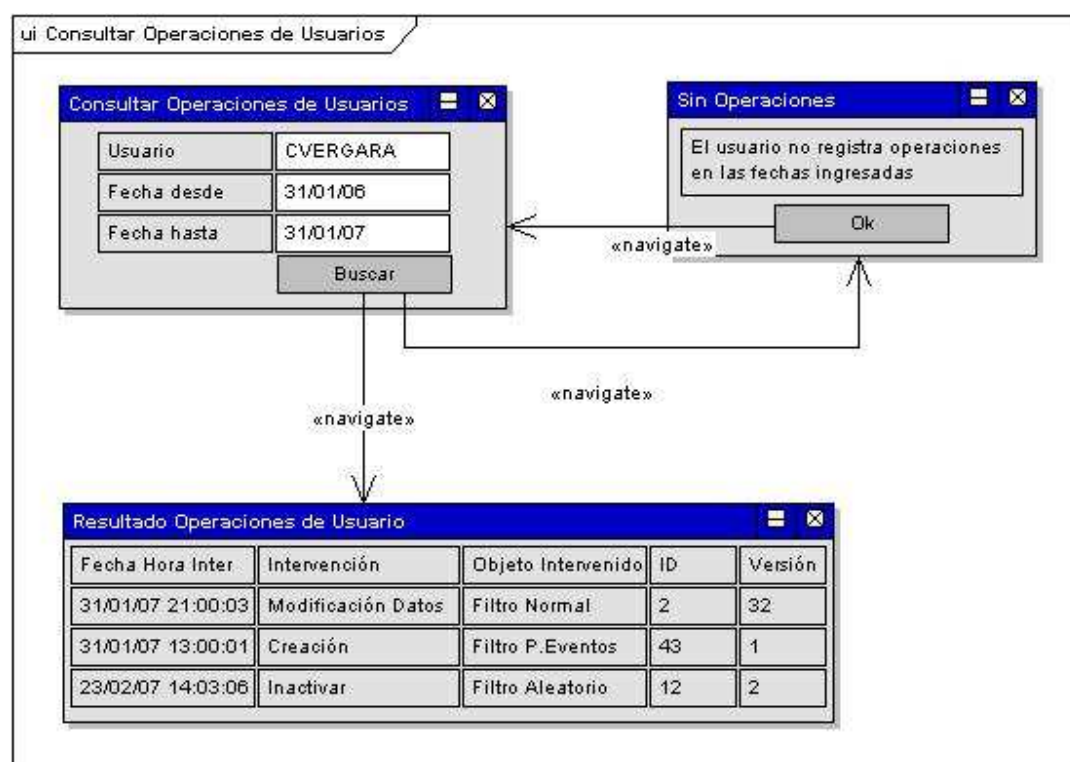 ui Consultar Operaciones de Usuarios
Consultar Operaciones de Usuarios
Usuario CVERGARA
Fecha desde 31/01/06
Fecha hasta 31/01/07
Buscar
Sin Operaciones
El usuario no registra operaciones
en las fechas ingresadas
Ok
«navigate»
«navigate»
«navigate»
Resultado Operaciones de Usuario
Fecha Hora Inter Intervención Objeto Intervenido ID Versión
31/01/07 21:00:03 Modificación Datos Filtro Normal 2 32
31/01/07 13:00:01 Creación Filtro P.Eventos 43 1
23/02/07 14:03:06 Inactivar Filtro Aleatorio 12 2